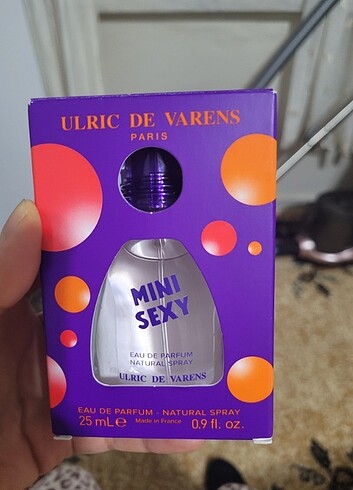 ULRIC DE VARENS
PARIS
MINI
SEXY
EAU DE PARFUM
NATURAL SPRAY
ULRIC DE VARENS
EAU DE PARFUM - NATURAL SPRAY
25 mL℮ Made in France 0.9 fl. oz.